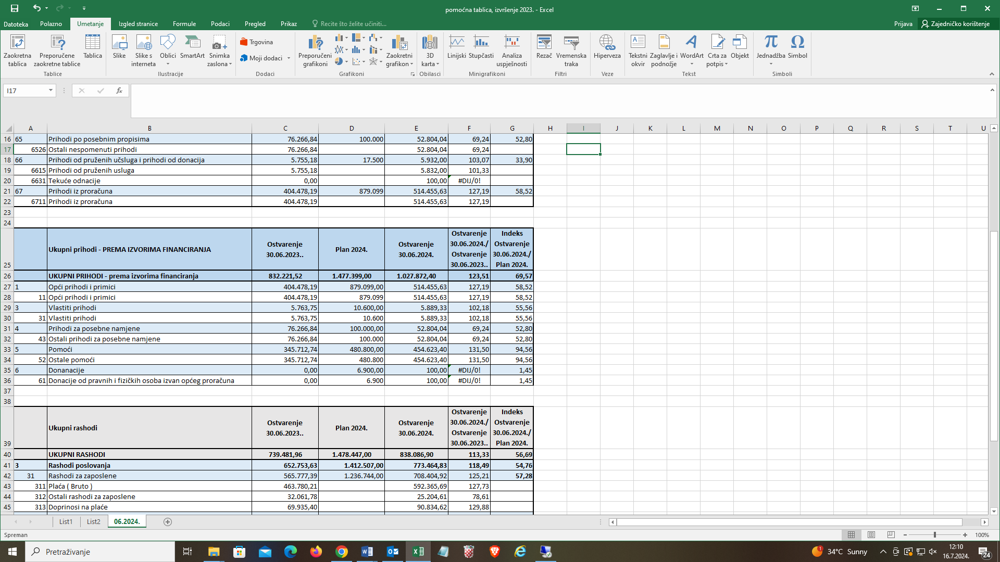 pomoćna tablica, izvršenje 2023. - Excel
Datoteka Polazno Umetanje Izgled stranice Formule Podaci Pregled Prikaz Recite što želite učiniti... Prijava Zajedničko korištenje
Zaokretna tablica Preporučene zaokretne tablice Tablica Slike Slike s interneta Oblici SmartArt Snimka zaslona Trgovina Moji dodaci Preporučeni grafikoni Zaokretni grafikon 3D karta Linijski Stupčasti Analiza uspješnosti Rezač Vremenska traka Hiperveza Tekstni okvir Zaglavlje i podnožje WordArt Crta za potpis Objekt Jednadžba Simbol
Tablice Ilustracije Dodaci Grafikoni Obilasci Minigrafikoni Filtri Veze Tekst Simboli
I17 fx
A B C D E F G H I J K L M N O P Q R S T U
16 65 Prihodi po posebnim propisima 76.266,84 100.000 52.804,04 69,24 52,80
17 6526 Ostali nespomenuti prihodi 76.266,84 52.804,04 69,24
18 66 Prihodi od pruženih učsluga i prihodi od donacija 5.755,18 17.500 5.932,00 103,07 33,90
19 6615 Prihodi od pruženih usluga 5.755,18 5.832,00 101,33
20 6631 Tekuće odnacije 0,00 100,00 #DIJ/0!
21 67 Prihodi iz proračuna 404.478,19 879.099 514.455,63 127,19 58,52
22 6711 Prihodi iz proračuna 404.478,19 514.455,63 127,19
23
24
25 Ukupni prihodi - PREMA IZVORIMA FINANCIRANJA Ostvarenje 30.06.2023.. Plan 2024. Ostvarenje 30.06.2024. Ostvarenje 30.06.2024./ Ostvarenje 30.06.2023.. Indeks Ostvarenje 30.06.2024./ Plan 2024.
26 UKUPNI PRIHODI - prema izvorima financiranja 832.221,52 1.477.399,00 1.027.872,40 123,51 69,57
27 1 Opći prihodi i primici 404.478,19 879.099,00 514.455,63 127,19 58,52
28 11 Opći prihodi i primici 404.478,19 879.099 514.455,63 127,19 58,52
29 3 Vlastiti prihodi 5.763,75 10.600,00 5.889,33 102,18 55,56
30 31 Vlastiti prihodi 5.763,75 10.600 5.889,33 102,18 55,56
31 4 Prihodi za posebne namjene 76.266,84 100.000,00 52.804,04 69,24 52,80
32 43 Ostali prihodi za posebne namjene 76.266,84 100.000 52.804,04 69,24 52,80
33 5 Pomoći 345.712,74 480.800,00 454.623,40 131,50 94,56
34 52 Ostale pomoći 345.712,74 480.800 454.623,40 131,50 94,56
35 6 Donanacije 0,00 6.900,00 100,00 #DIJ/0! 1,45
36 61 Donacije od pravnih i fizičkih osoba izvan općeg proračuna 0,00 6.900 100,00 #DIJ/0! 1,45
37
38
39 Ukupni rashodi Ostvarenje 30.06.2023.. Plan 2024. Ostvarenje 30.06.2024. Ostvarenje 30.06.2024./ Ostvarenje 30.06.2023.. Indeks Ostvarenje 30.06.2024./ Plan 2024.
40 UKUPNI RASHODI 739.481,96 1.478.447,00 838.086,90 113,33 56,69
41 3 Rashodi poslovanja 652.753,63 1.412.507,00 773.464,83 118,49 54,76
42 31 Rashodi za zaposlene 565.777,39 1.236.744,00 708.404,92 125,21 57,28
43 311 Plaća ( Bruto ) 463.780,21 592.365,69 127,73
44 312 Ostali rashodi za zaposlene 32.061,78 25.204,61 78,61
45 313 Doprinosi na plaće 69.935,40 90.834,62 129,88
List1 List2 06.2024.
Spreman 100%
Pretraživanje 34°C Sunny 12:10
16.7.2024. 24